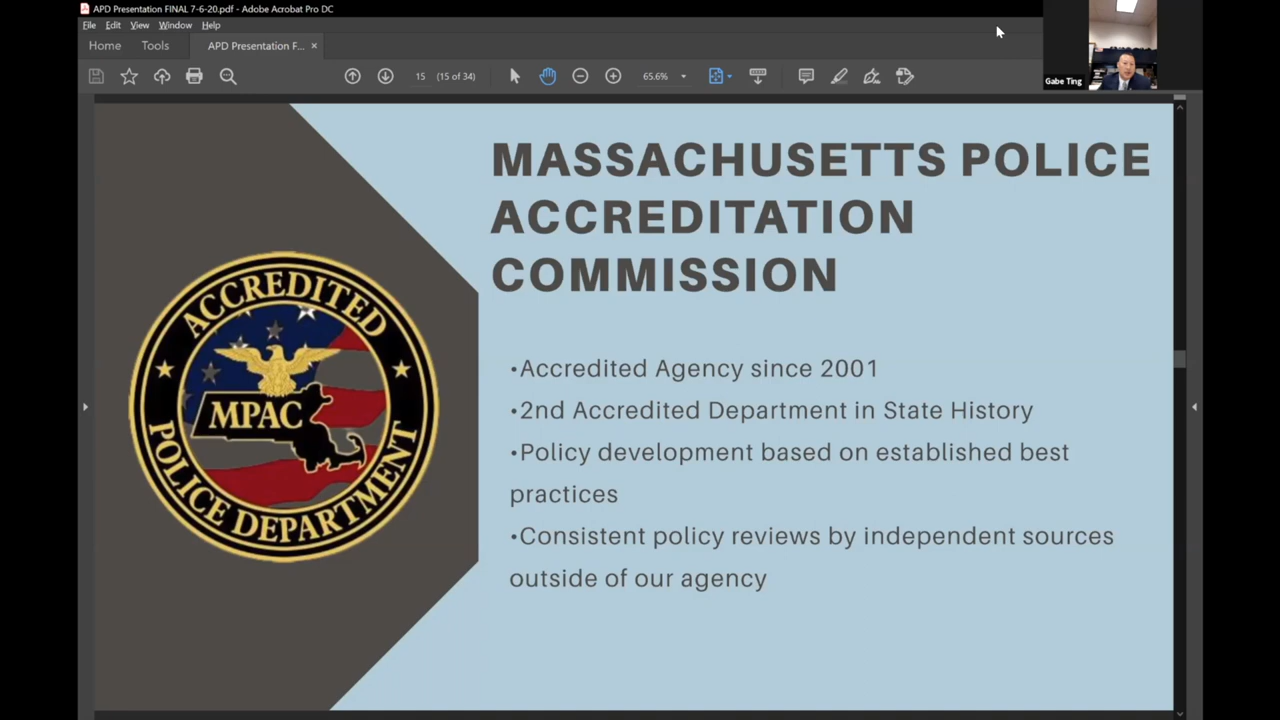 APD Presentation FINAL 7-6-20.pdf - Adobe Acrobat Pro DC
File Edit View Window Help
Home Tools APD Presentation F... ×
15 (15 of 34) 65.6%
Gabe Ting
MASSACHUSETTS POLICE
ACCREDITATION
COMMISSION
ACCREDITED
MPAC
POLICE DEPARTMENT
•Accredited Agency since 2001
•2nd Accredited Department in State History
•Policy development based on established best
practices
•Consistent policy reviews by independent sources
outside of our agency